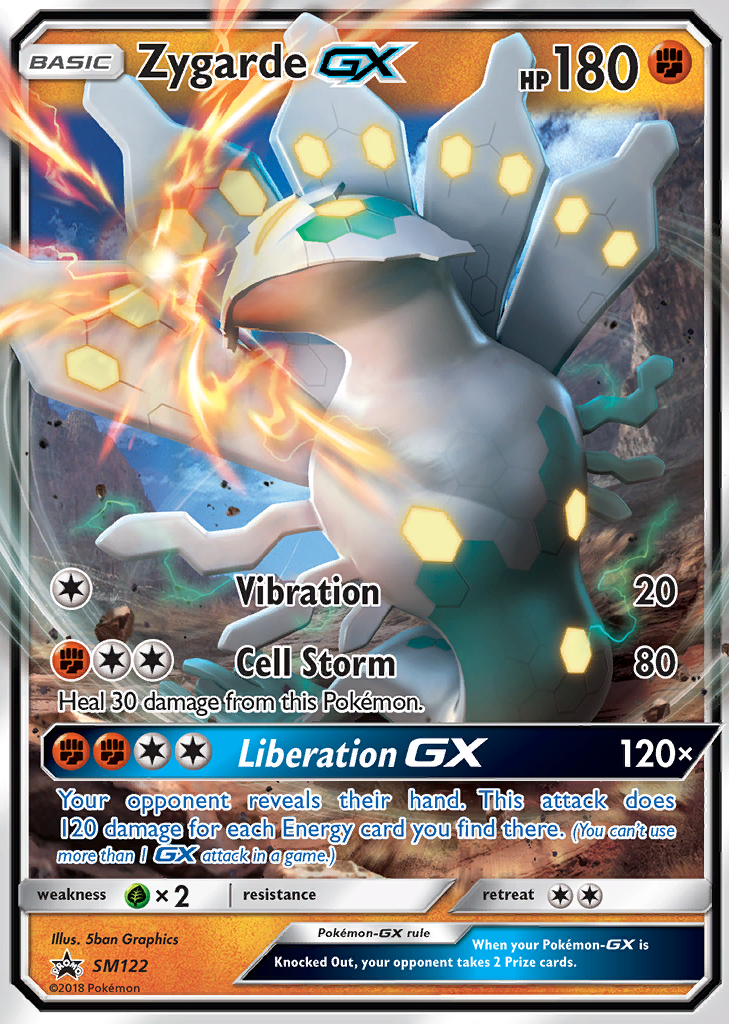 BASIC Zygarde GX HP 180
Vibration 20
Cell Storm 80
Heal 30 damage from this Pokémon.
Liberation GX 120×
Your opponent reveals their hand. This attack does
120 damage for each Energy card you find there. (You can't use
more than 1 GX attack in a game.)
weakness × 2 resistance retreat
Illus. 5ban Graphics
PROMO SM122
©2018 Pokémon
Pokémon-GX rule
When your Pokémon-GX is
Knocked Out, your opponent takes 2 Prize cards.